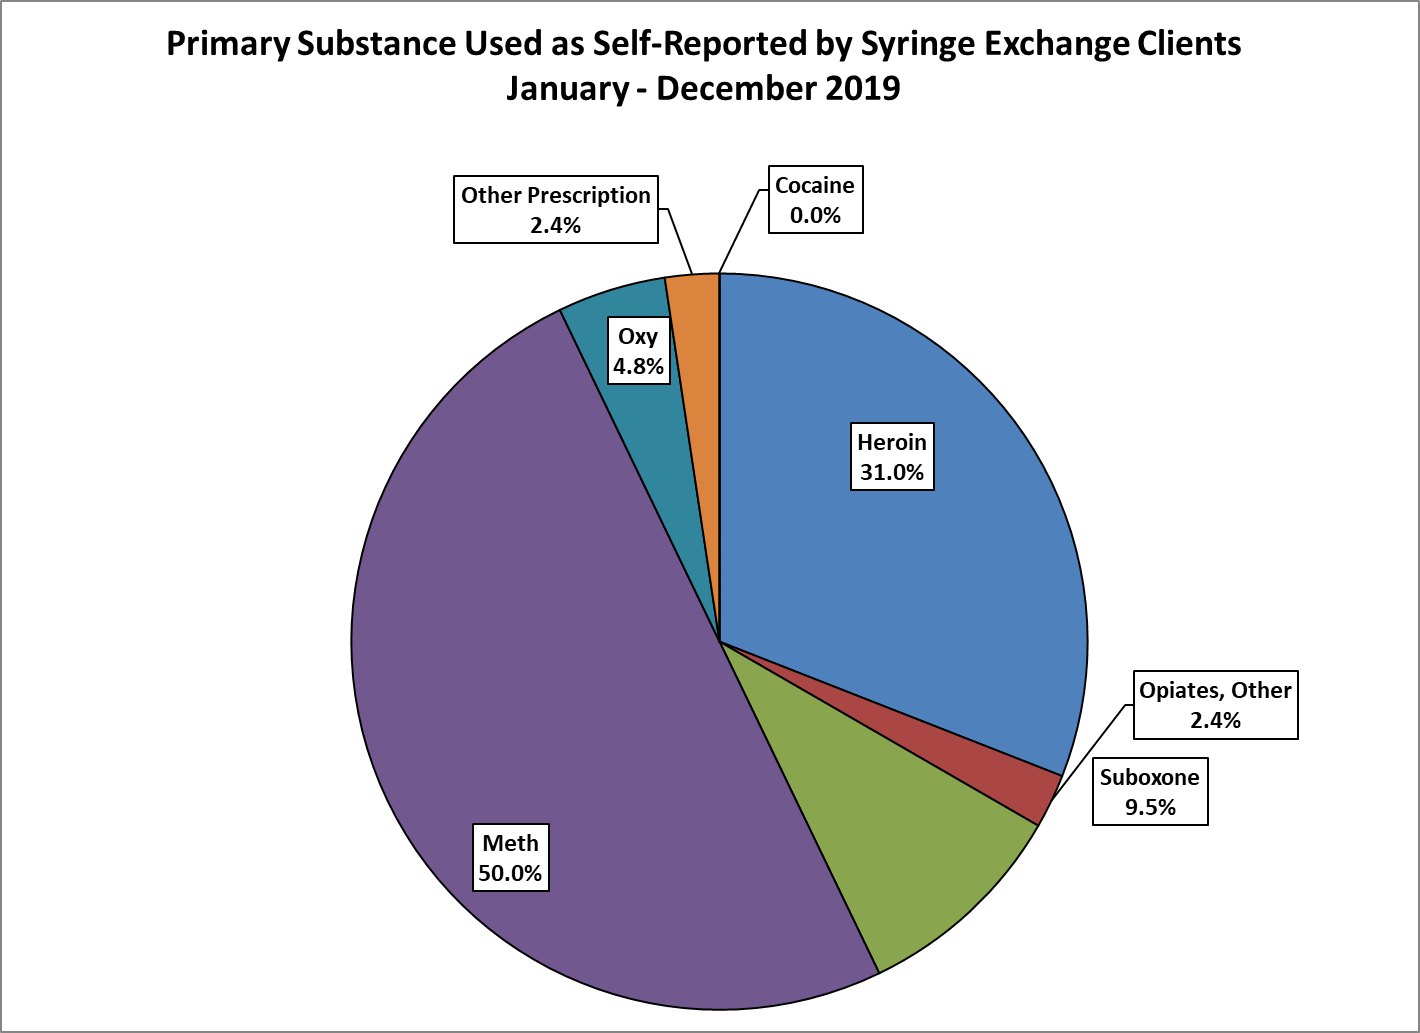 Primary Substance Used as Self-Reported by Syringe Exchange Clients
January - December 2019
Other Prescription
2.4%
Cocaine
0.0%
Oxy
4.8%
Heroin
31.0%
Opiates, Other
2.4%
Suboxone
9.5%
Meth
50.0%